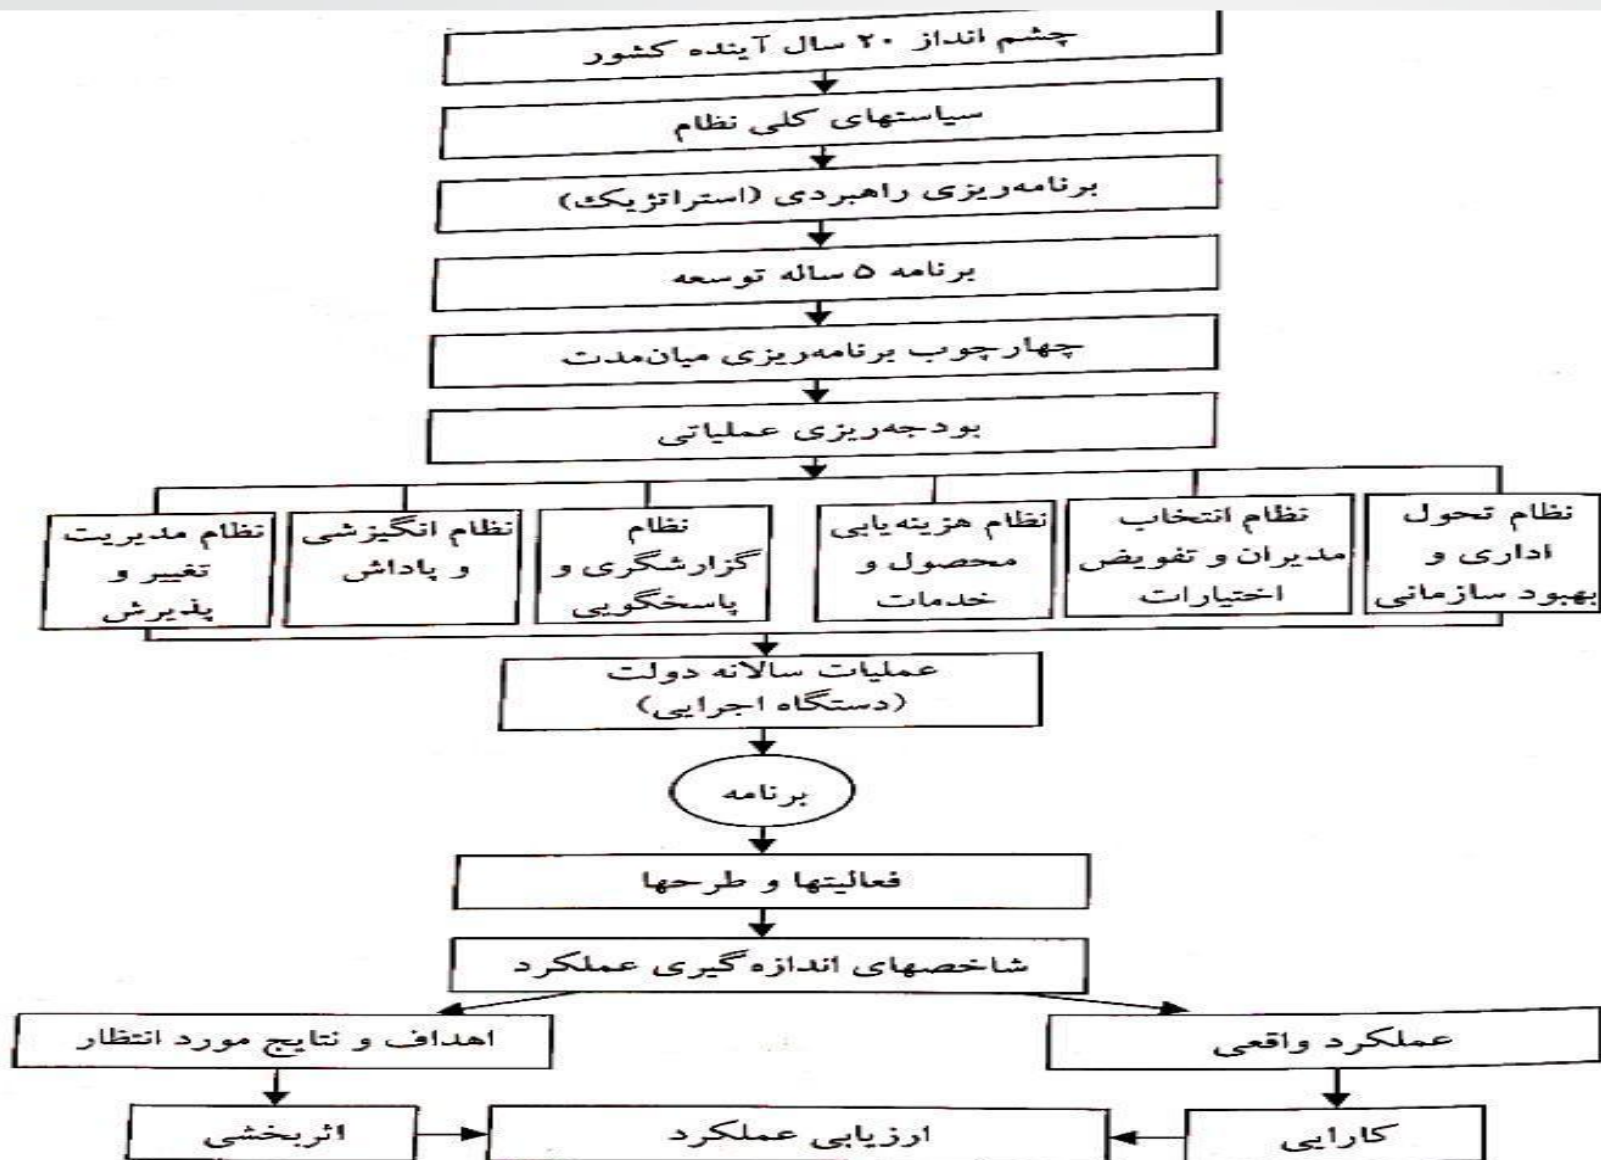 چشم انداز ۲۰ سال آینده کشور
سیاستهای کلی نظام
برنامه‌ریزی راهبردی (استراتژیک)
برنامه ۵ ساله توسعه
چهارچوب برنامه‌ریزی میان‌مدت
بودجه‌ریزی عملیاتی
نظام تحول
اداری و
بهبود سازمانی
نظام انتخاب
مدیران و تفویض
اختیارات
نظام هزینه‌یابی
محصول و
خدمات
نظام
گزارشگری و
پاسخگویی
نظام انگیزشی
و پاداش
نظام مدیریت
تغییر و
پذیرش
عملیات سالانه دولت
(دستگاه اجرایی)
برنامه
فعالیتها و طرحها
شاخصهای اندازه گیری عملکرد
عملکرد واقعی
اهداف و نتایج مورد انتظار
کارایی
ارزیابی عملکرد
اثربخشی